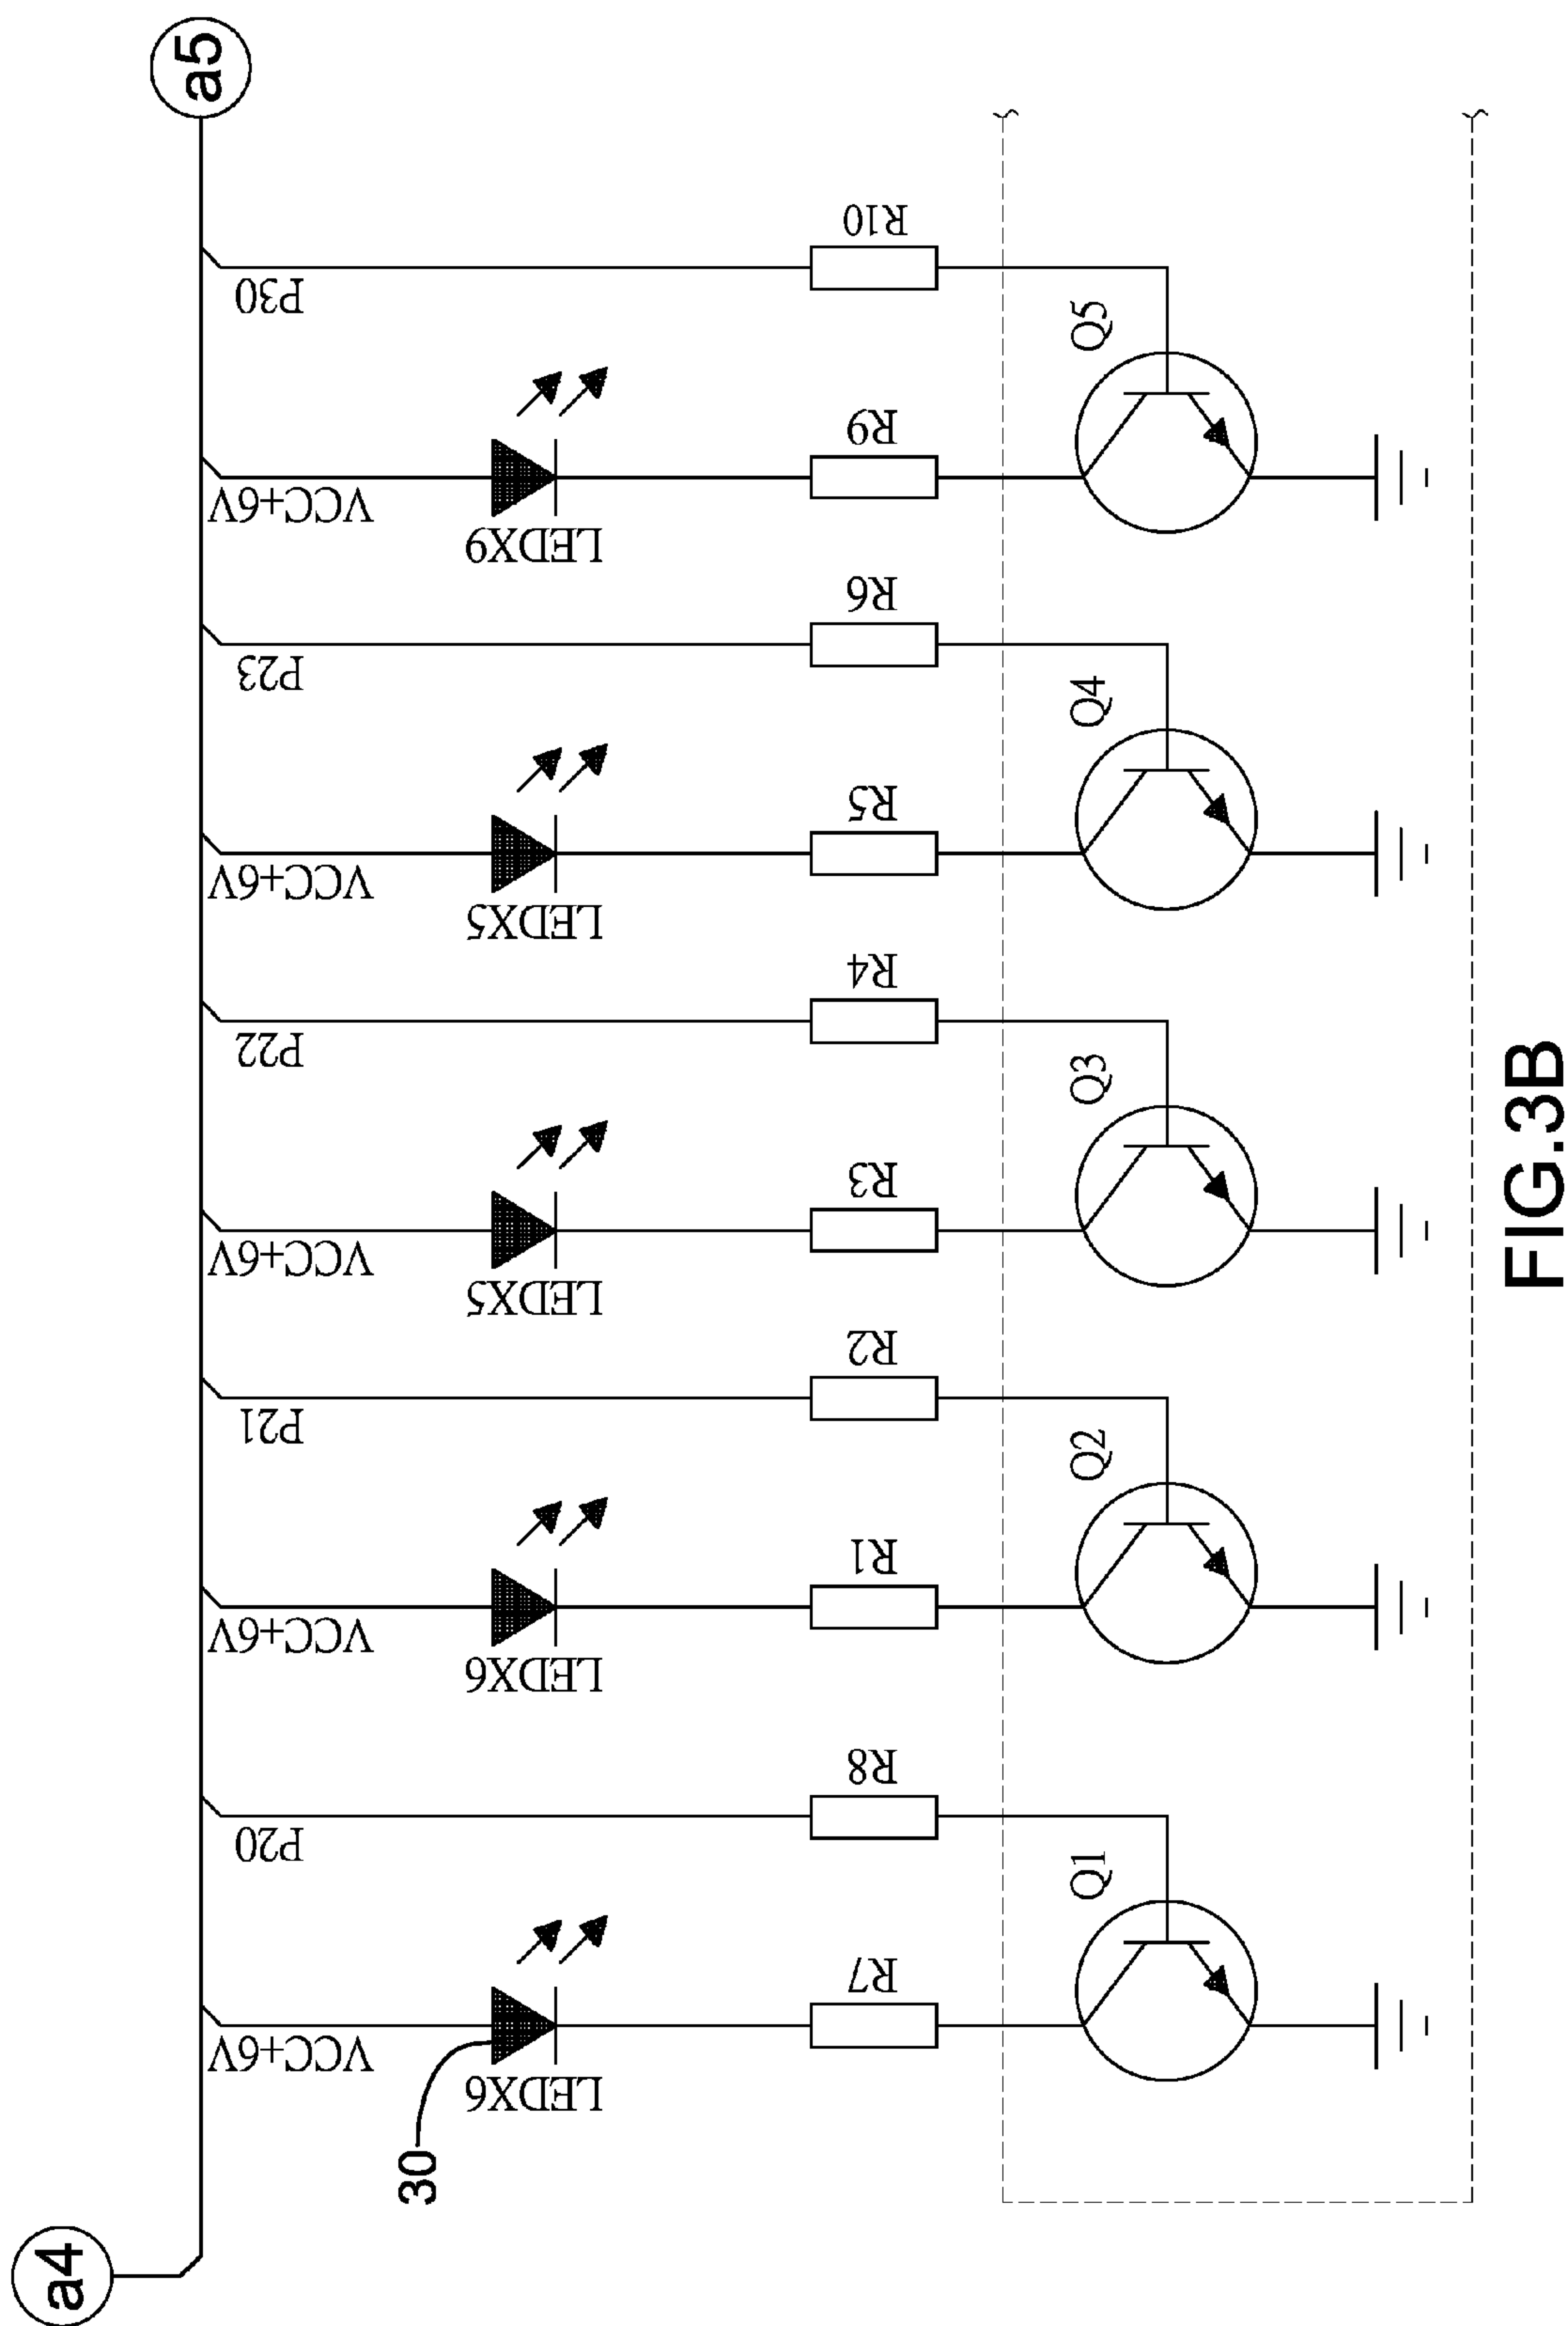 a4
a5
VCC+6V
P20
VCC+6V
P21
VCC+6V
P22
VCC+6V
P23
VCC+6V
P30
30
LEDX6
LEDX6
LEDX5
LEDX5
LEDX9
R7
R8
R1
R2
R3
R4
R5
R6
R9
R10
Q1
Q2
Q3
Q4
Q5
FIG.3B